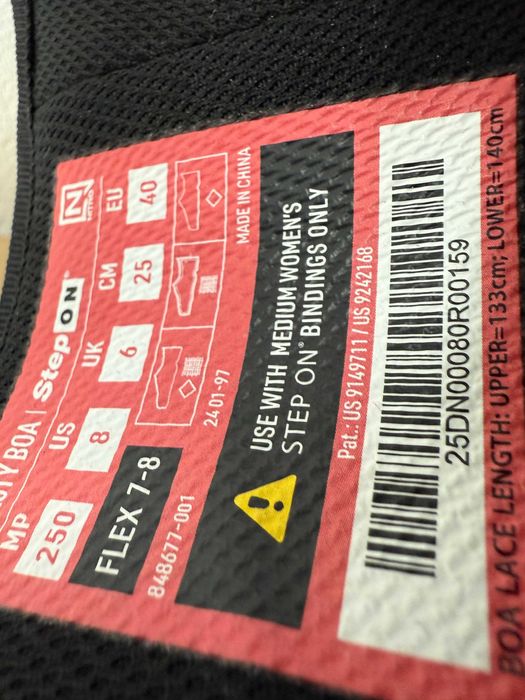 BOA | Step ON® N NITRO
MP US UK CM EU
250 8 6 25 40
FLEX 7-8
848677-001 2401-97 MADE IN CHINA
USE WITH MEDIUM WOMEN'S
STEP ON® BINDINGS ONLY
Pat.: US 9149711 / US 9242168
25DN00080R00159
BOA LACE LENGTH: UPPER=133cm; LOWER=140cm